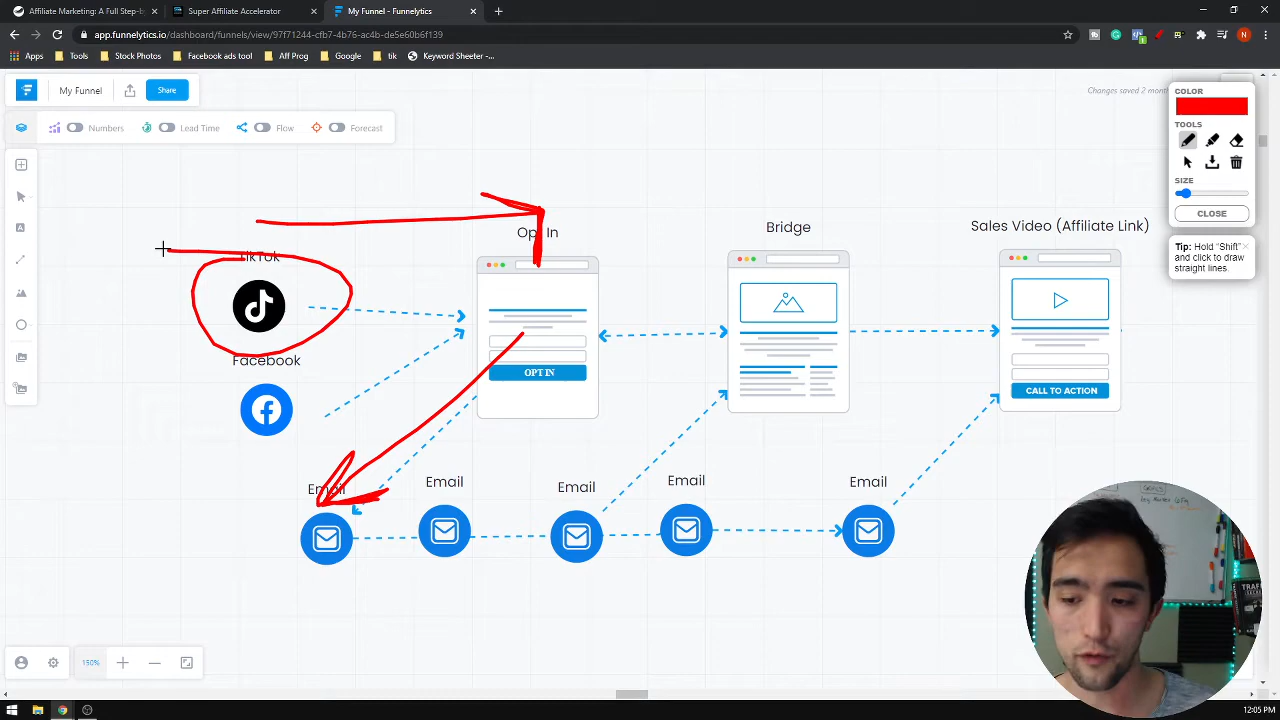 Affiliate Marketing: A Full Step-by
Super Affiliate Accelerator
My Funnel - Funnelytics
app.funnelytics.io/dashboard/funnels/view/97f71244-cfb7-4b76-ac4b-de5e60b6f139
Apps
Tools
Stock Photos
Facebook ads tool
Aff Prog
Google
tik
Keyword Sheeter -...
My Funnel
Share
Changes saved 2 month
Numbers
Lead Time
Flow
Forecast
COLOR
TOOLS
SIZE
CLOSE
Tip: Hold "Shift"
and click to draw
straight lines.
TikTok
Opt In
Bridge
Sales Video (Affiliate Link)
OPT IN
CALL TO ACTION
Facebook
Email
Email
Email
Email
Email
150%
12:05 PM